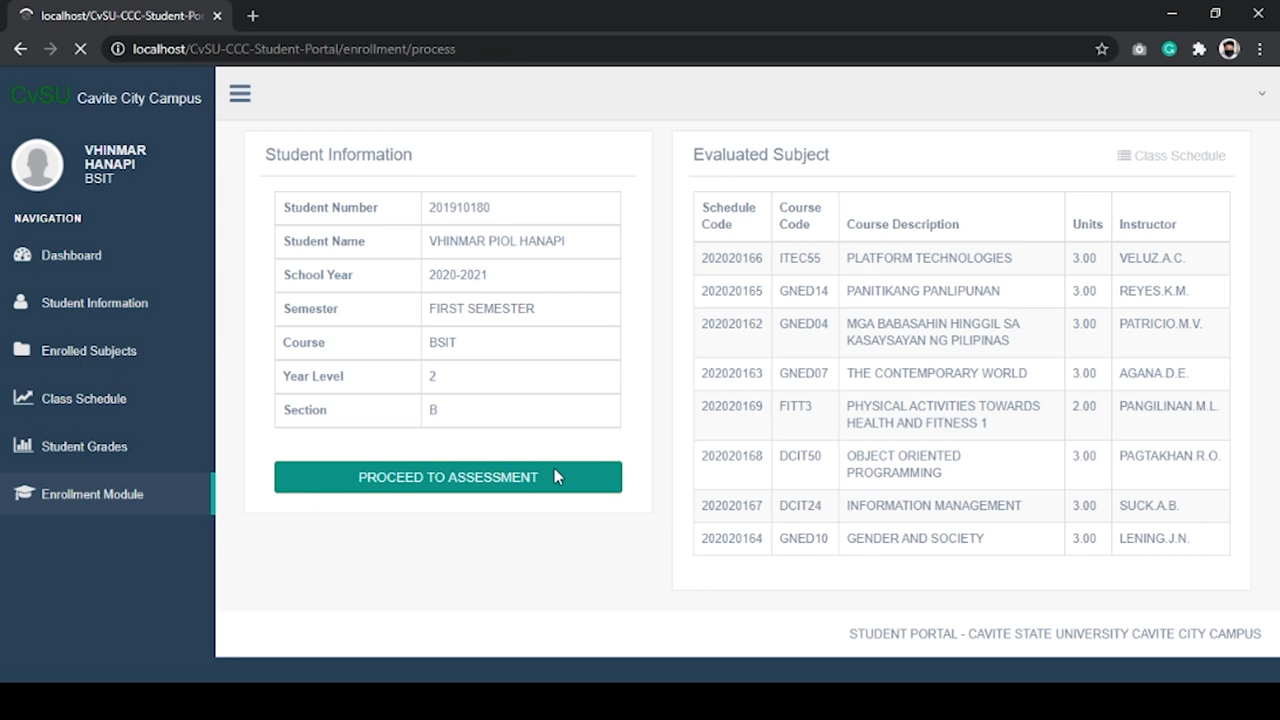 localhost/CvSU-CCC-Student-Por
localhost/CvSU-CCC-Student-Portal/enrollment/process
CvSU Cavite City Campus
VHINMAR
HANAPI
BSIT
NAVIGATION
Dashboard
Student Information
Enrolled Subjects
Class Schedule
Student Grades
Enrollment Module
Student Information
Student Number 201910180
Student Name VHINMAR PIOL HANAPI
School Year 2020-2021
Semester FIRST SEMESTER
Course BSIT
Year Level 2
Section B
PROCEED TO ASSESSMENT
Evaluated Subject
Class Schedule
Schedule Code Course Code Course Description Units Instructor
202020166 ITEC55 PLATFORM TECHNOLOGIES 3.00 VELUZ.A.C.
202020165 GNED14 PANITIKANG PANLIPUNAN 3.00 REYES.K.M.
202020162 GNED04 MGA BABASAHIN HINGGIL SA 3.00 PATRICIO.M.V.
KASAYSAYAN NG PILIPINAS
202020163 GNED07 THE CONTEMPORARY WORLD 3.00 AGANA.D.E.
202020169 FITT3 PHYSICAL ACTIVITIES TOWARDS 2.00 PANGILINAN.M.L.
HEALTH AND FITNESS 1
202020168 DCIT50 OBJECT ORIENTED 3.00 PAGTAKHAN R.O.
PROGRAMMING
202020167 DCIT24 INFORMATION MANAGEMENT 3.00 SUCK.A.B.
202020164 GNED10 GENDER AND SOCIETY 3.00 LENING.J.N.
STUDENT PORTAL - CAVITE STATE UNIVERSITY CAVITE CITY CAMPUS